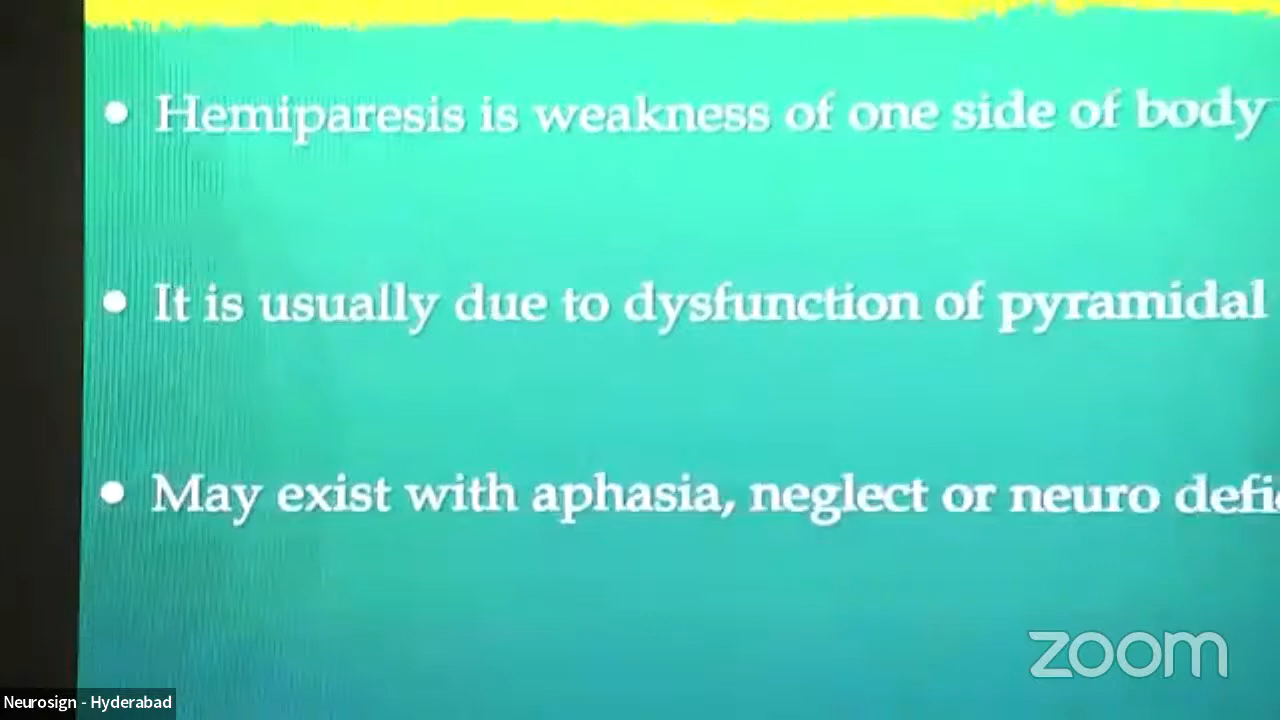 Hemiparesis is weakness of one side of body
It is usually due to dysfunction of pyramidal
May exist with aphasia, neglect or neuro
zoom
Neurosign - Hyderabad